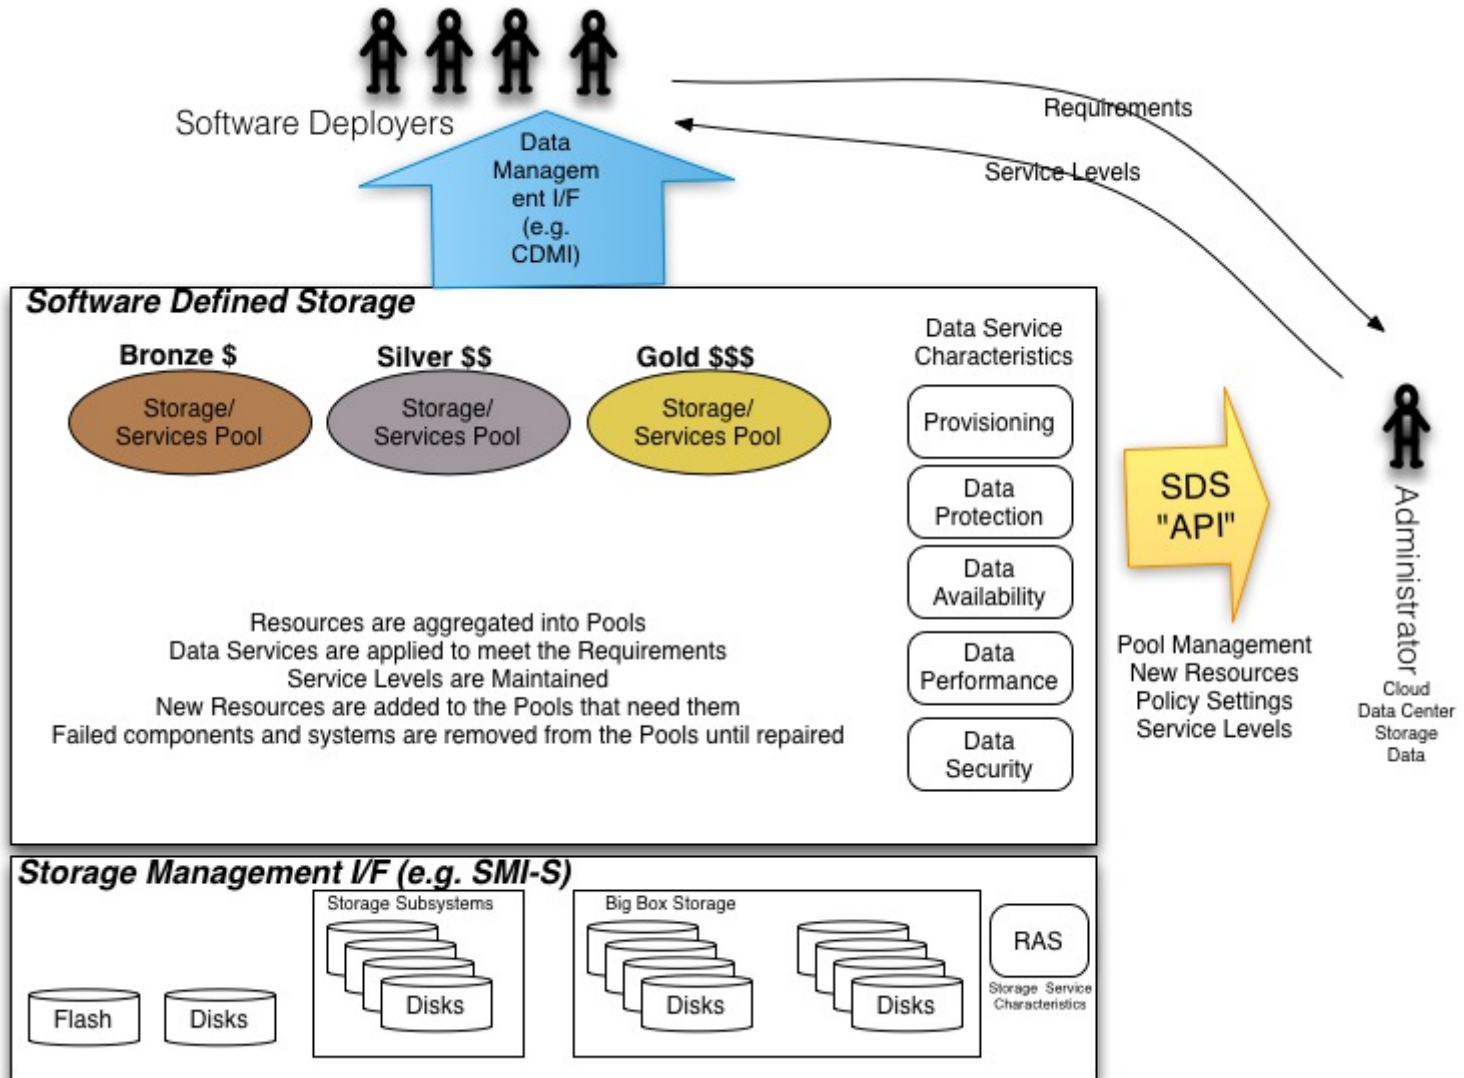 Software Deployers
Data
Managem
ent I/F
(e.g.
CDMI)
Requirements
Service Levels
Software Defined Storage
Bronze $
Silver $$
Gold $$$
Storage/
Services Pool
Storage/
Services Pool
Storage/
Services Pool
Data Service
Characteristics
Provisioning
Data
Protection
Data
Availability
Data
Performance
Data
Security
Resources are aggregated into Pools
Data Services are applied to meet the Requirements
Service Levels are Maintained
New Resources are added to the Pools that need them
Failed components and systems are removed from the Pools until repaired
SDS
"API"
Pool Management
New Resources
Policy Settings
Service Levels
Administrator
Cloud
Data Center
Storage
Data
Storage Management I/F (e.g. SMI-S)
Flash
Disks
Storage Subsystems
Disks
Big Box Storage
Disks
Disks
RAS
Storage Service
Characteristics